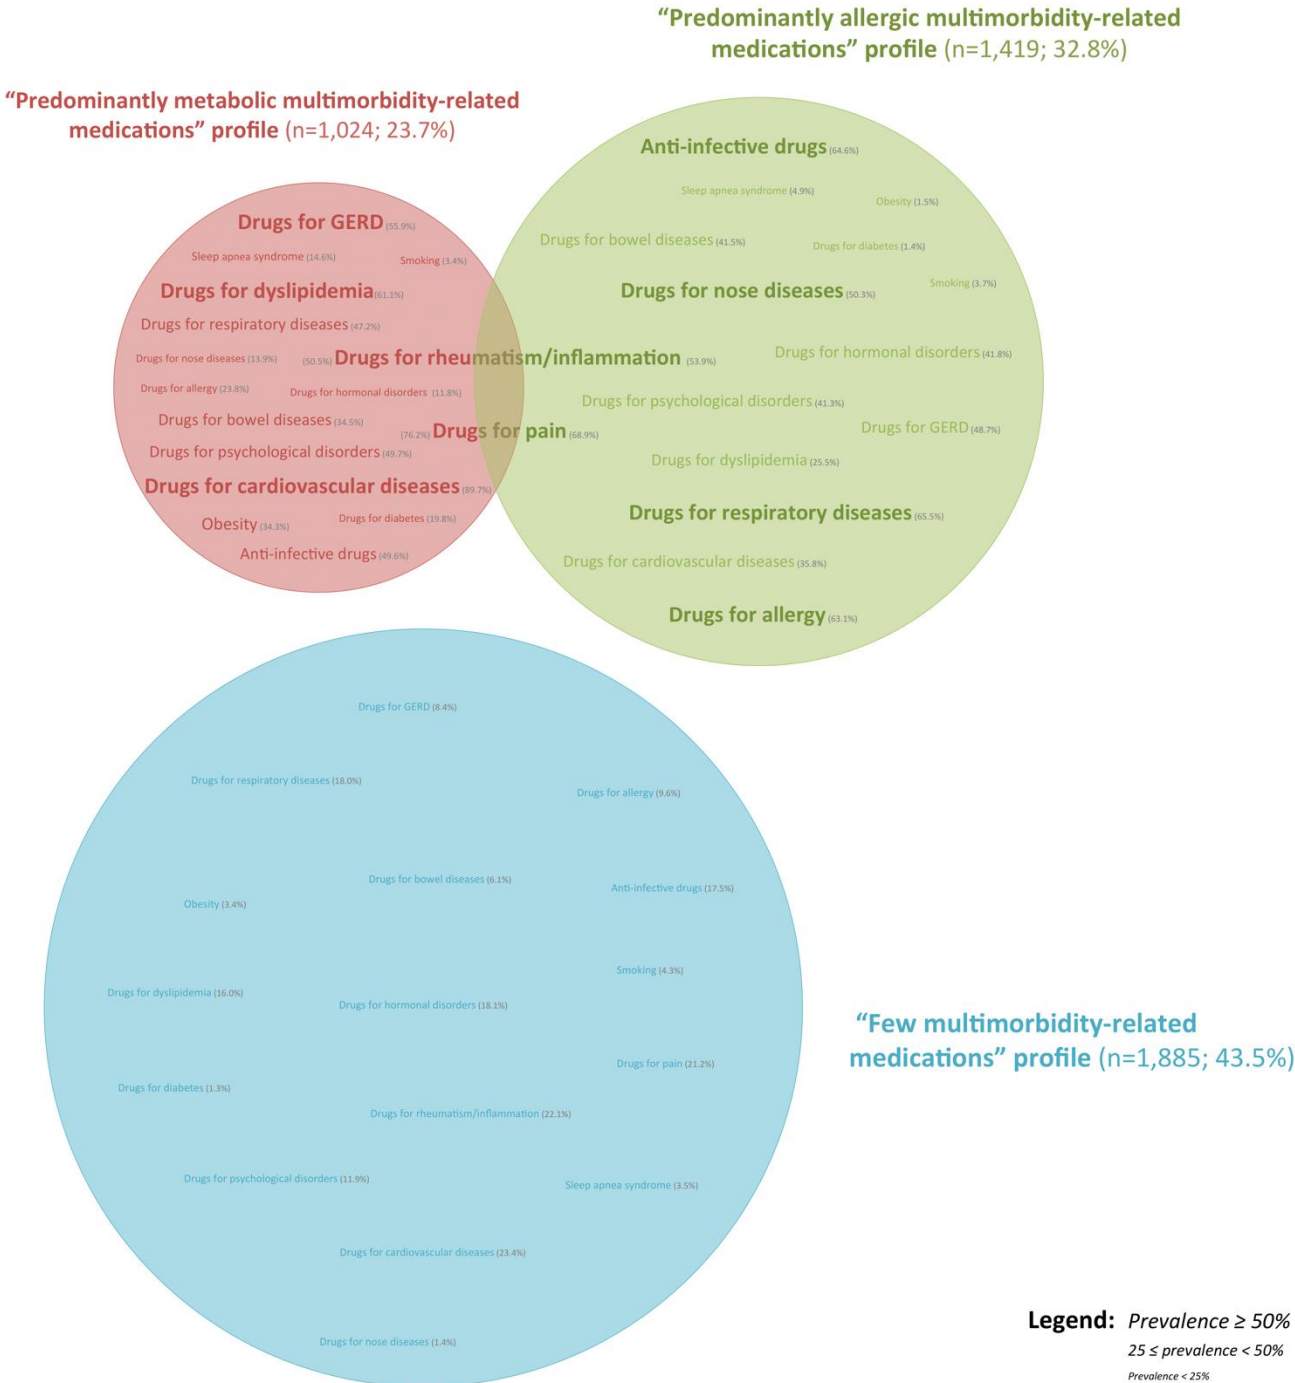 “Predominantly allergic multimorbidity-related
medications” profile (n=1,419; 32.8%)
“Predominantly metabolic multimorbidity-related
medications” profile (n=1,024; 23.7%)
Anti-infective drugs (64.6%)
Sleep apnea syndrome (4.9%)
Obesity (1.5%)
Drugs for bowel diseases (41.5%)
Drugs for diabetes (1.4%)
Smoking (3.7%)
Drugs for nose diseases (50.3%)
Drugs for GERD (55.9%)
Sleep apnea syndrome (14.6%)
Smoking (3.4%)
Drugs for dyslipidemia (61.1%)
Drugs for respiratory diseases (47.2%)
Drugs for nose diseases (13.9%)
(50.5%) Drugs for rheumatism/inflammation (53.9%)
Drugs for hormonal disorders (41.8%)
Drugs for allergy (23.8%)
Drugs for hormonal disorders (11.8%)
Drugs for psychological disorders (41.3%)
Drugs for bowel diseases (34.5%)
(76.2%) Drugs for pain (68.9%)
Drugs for GERD (48.7%)
Drugs for psychological disorders (49.7%)
Drugs for dyslipidemia (25.5%)
Drugs for cardiovascular diseases (89.7%)
Drugs for respiratory diseases (65.5%)
Obesity (34.3%)
Drugs for diabetes (19.8%)
Anti-infective drugs (49.6%)
Drugs for cardiovascular diseases (35.8%)
Drugs for allergy (63.1%)
Drugs for GERD (8.4%)
Drugs for respiratory diseases (18.0%)
Drugs for allergy (9.6%)
Drugs for bowel diseases (6.1%)
Anti-infective drugs (17.5%)
Obesity (3.4%)
Smoking (4.3%)
Drugs for dyslipidemia (16.0%)
Drugs for hormonal disorders (18.1%)
“Few multimorbidity-related
medications” profile (n=1,885; 43.5%)
Drugs for pain (21.2%)
Drugs for diabetes (1.3%)
Drugs for rheumatism/inflammation (22.1%)
Drugs for psychological disorders (11.9%)
Sleep apnea syndrome (3.5%)
Drugs for cardiovascular diseases (23.4%)
Drugs for nose diseases (1.4%)
Legend: Prevalence ≥ 50%
25 ≤ prevalence < 50%
Prevalence < 25%